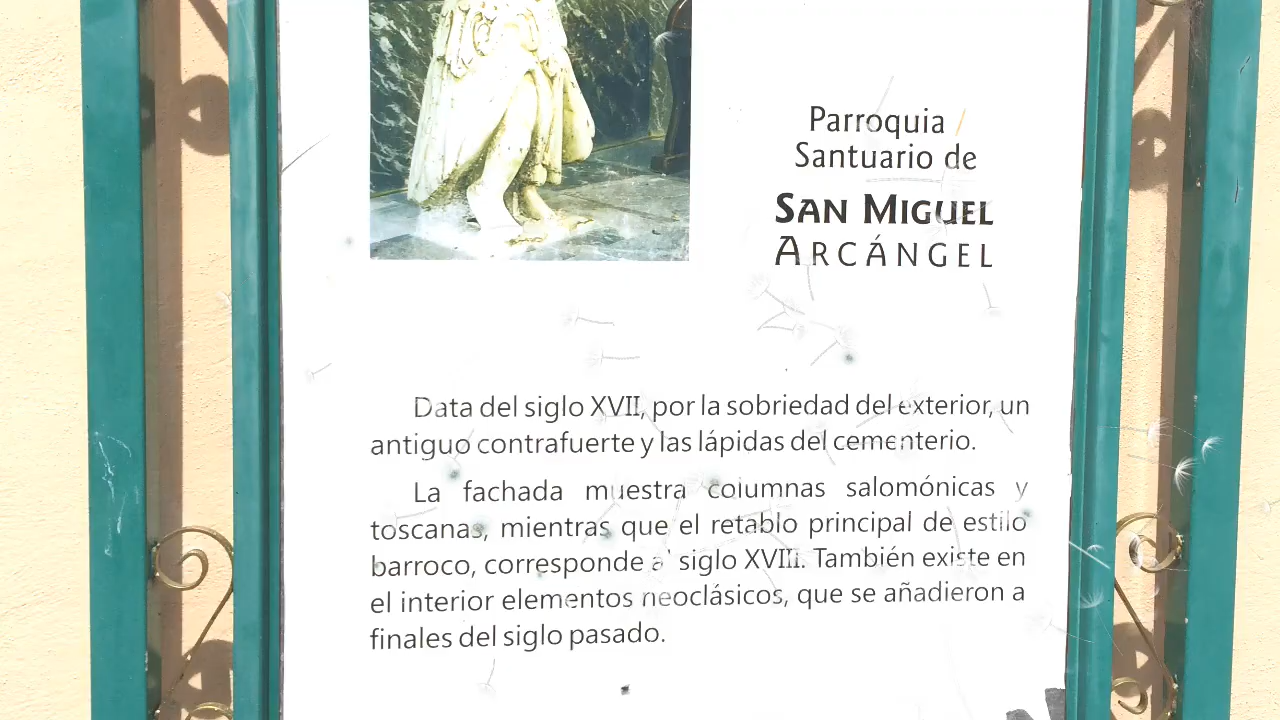 Parroquia
Santuario de
SAN MIGUEL
ARCÁNGEL
Data del siglo XVII, por la sobriedad del exterior, un
antiguo contrafuerte y las lápidas del cementerio.
La fachada muestra columnas salomónicas y
toscanas, mientras que el retablo principal de estilo
barroco, corresponde al siglo XVIII. También existe en
el interior elementos neoclásicos, que se añadieron a
finales del siglo pasado.